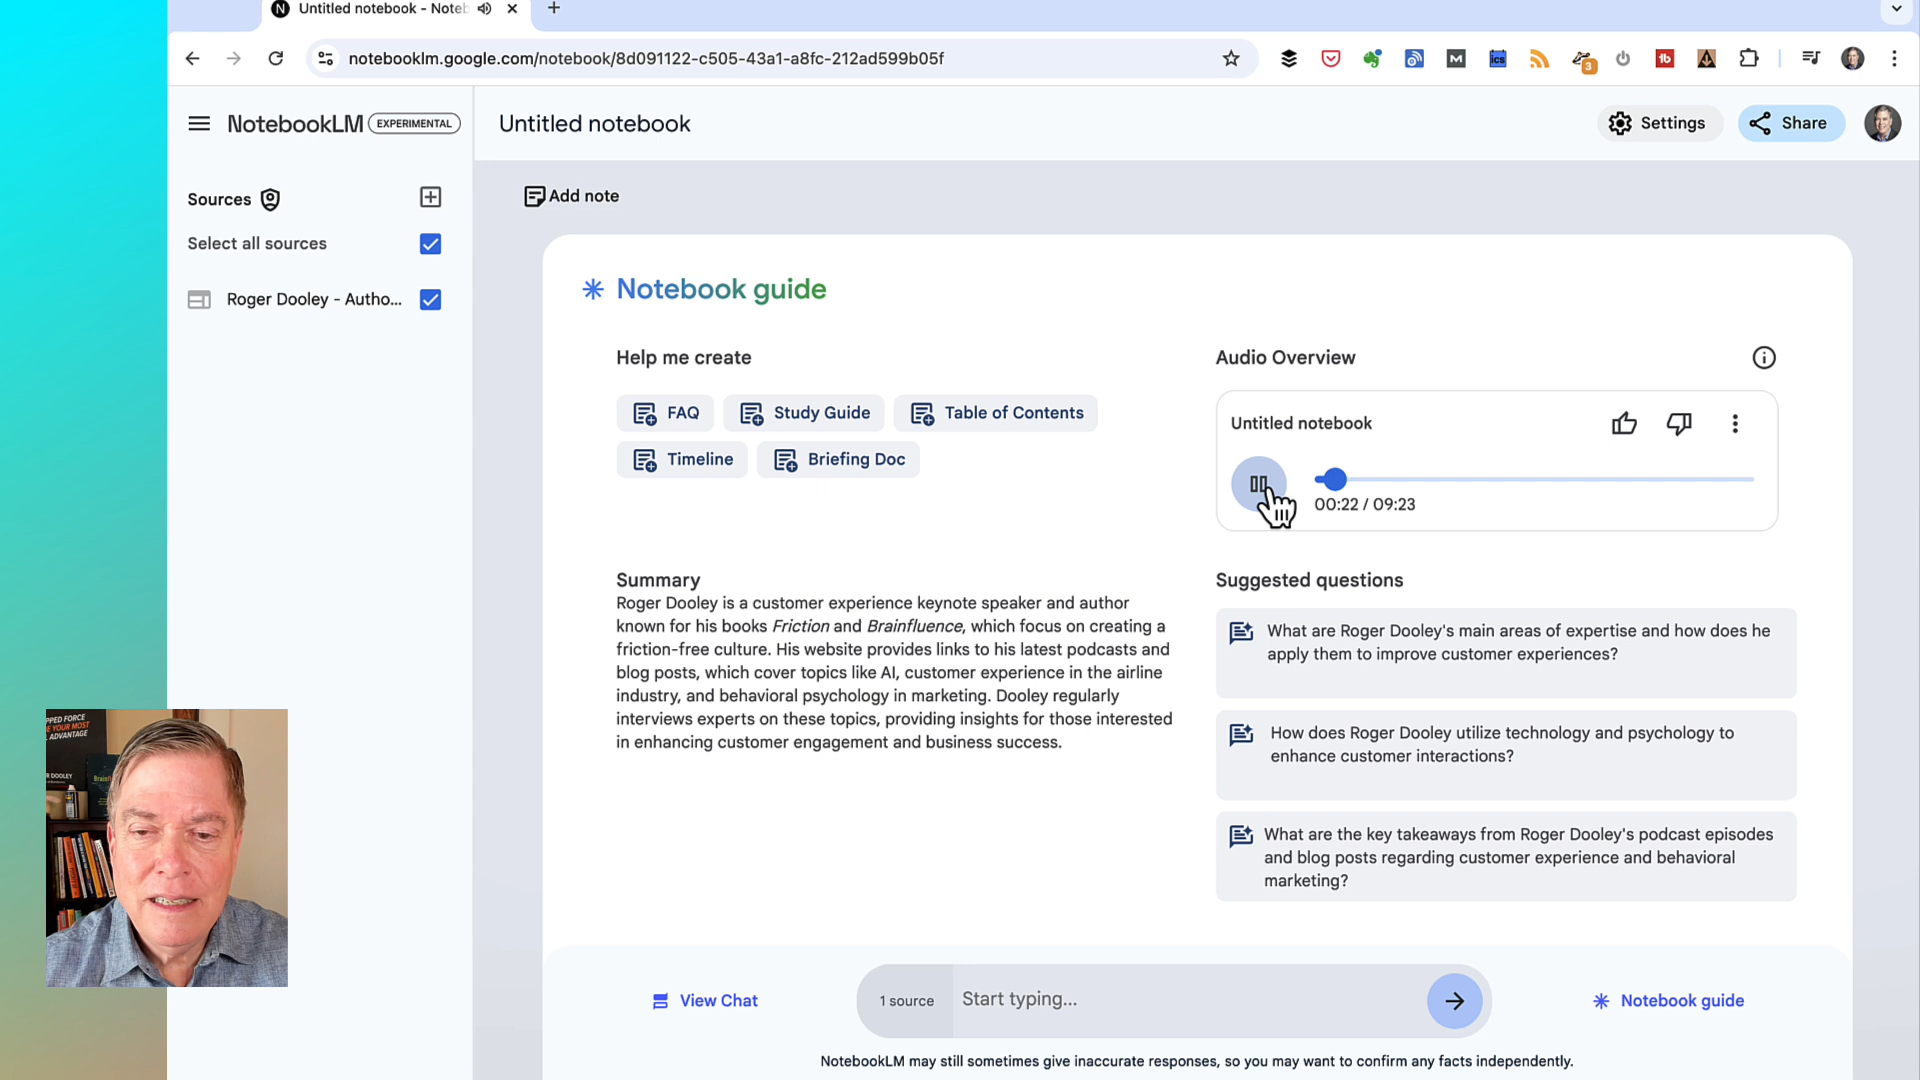 Untitled notebook - Noteb
notebooklm.google.com/notebook/8d091122-c505-43a1-a8fc-212ad599b05f
ics
3
tb
NotebookLM EXPERIMENTAL
Untitled notebook
Settings
Share
Sources
Select all sources
Roger Dooley - Autho...
Add note
Notebook guide
Help me create
FAQ
Study Guide
Table of Contents
Timeline
Briefing Doc
Audio Overview
Untitled notebook
00:22 / 09:23
Summary
Roger Dooley is a customer experience keynote speaker and author
known for his books Friction and Brainfluence, which focus on creating a
friction-free culture. His website provides links to his latest podcasts and
blog posts, which cover topics like AI, customer experience in the airline
industry, and behavioral psychology in marketing. Dooley regularly
interviews experts on these topics, providing insights for those interested
in enhancing customer engagement and business success.
Suggested questions
What are Roger Dooley's main areas of expertise and how does he
apply them to improve customer experiences?
How does Roger Dooley utilize technology and psychology to
enhance customer interactions?
What are the key takeaways from Roger Dooley's podcast episodes
and blog posts regarding customer experience and behavioral
marketing?
PPED FORCE
E YOUR MOST
L ADVANTAGE
R DOOLEY
View Chat
1 source
Start typing...
Notebook guide
NotebookLM may still sometimes give inaccurate responses, so you may want to confirm any facts independently.